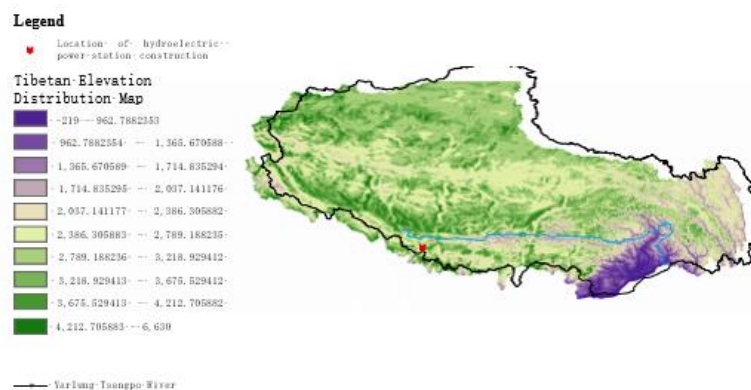 Legend
Location of hydroelectric
power station construction
Tibetan Elevation
Distribution Map
-219 — 962.7882353
962.7882354 — 1,365.670588
1,365.670589 — 1,714.835294
1,714.835295 — 2,037.141176
2,037.141177 — 2,386.305882
2,386.305883 — 2,789.188235
2,789.188236 — 3,218.929412
3,218.929413 — 3,675.529412
3,675.529413 — 4,212.705882
4,212.705883 — 6,630
Yarlung Tsangpo River